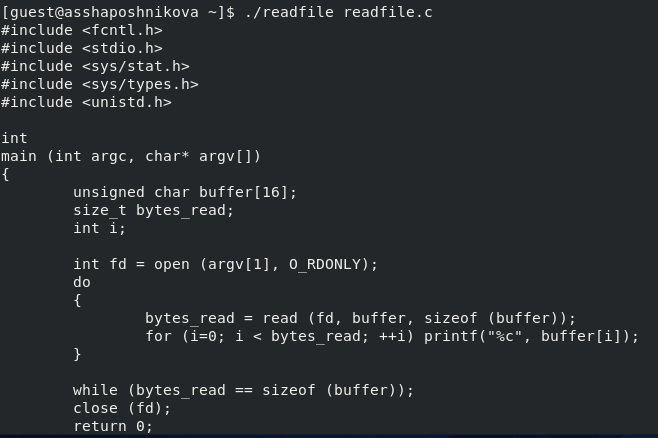 [guest@asshaposhnikova ~]$ ./readfile readfile.c
#include <fcntl.h>
#include <stdio.h>
#include <sys/stat.h>
#include <sys/types.h>
#include <unistd.h>

int
main (int argc, char* argv[])
{
        unsigned char buffer[16];
        size_t bytes_read;
        int i;

        int fd = open (argv[1], O_RDONLY);
        do
        {
                bytes_read = read (fd, buffer, sizeof (buffer));
                for (i=0; i < bytes_read; ++i) printf("%c", buffer[i]);
        }

        while (bytes_read == sizeof (buffer));
        close (fd);
        return 0;